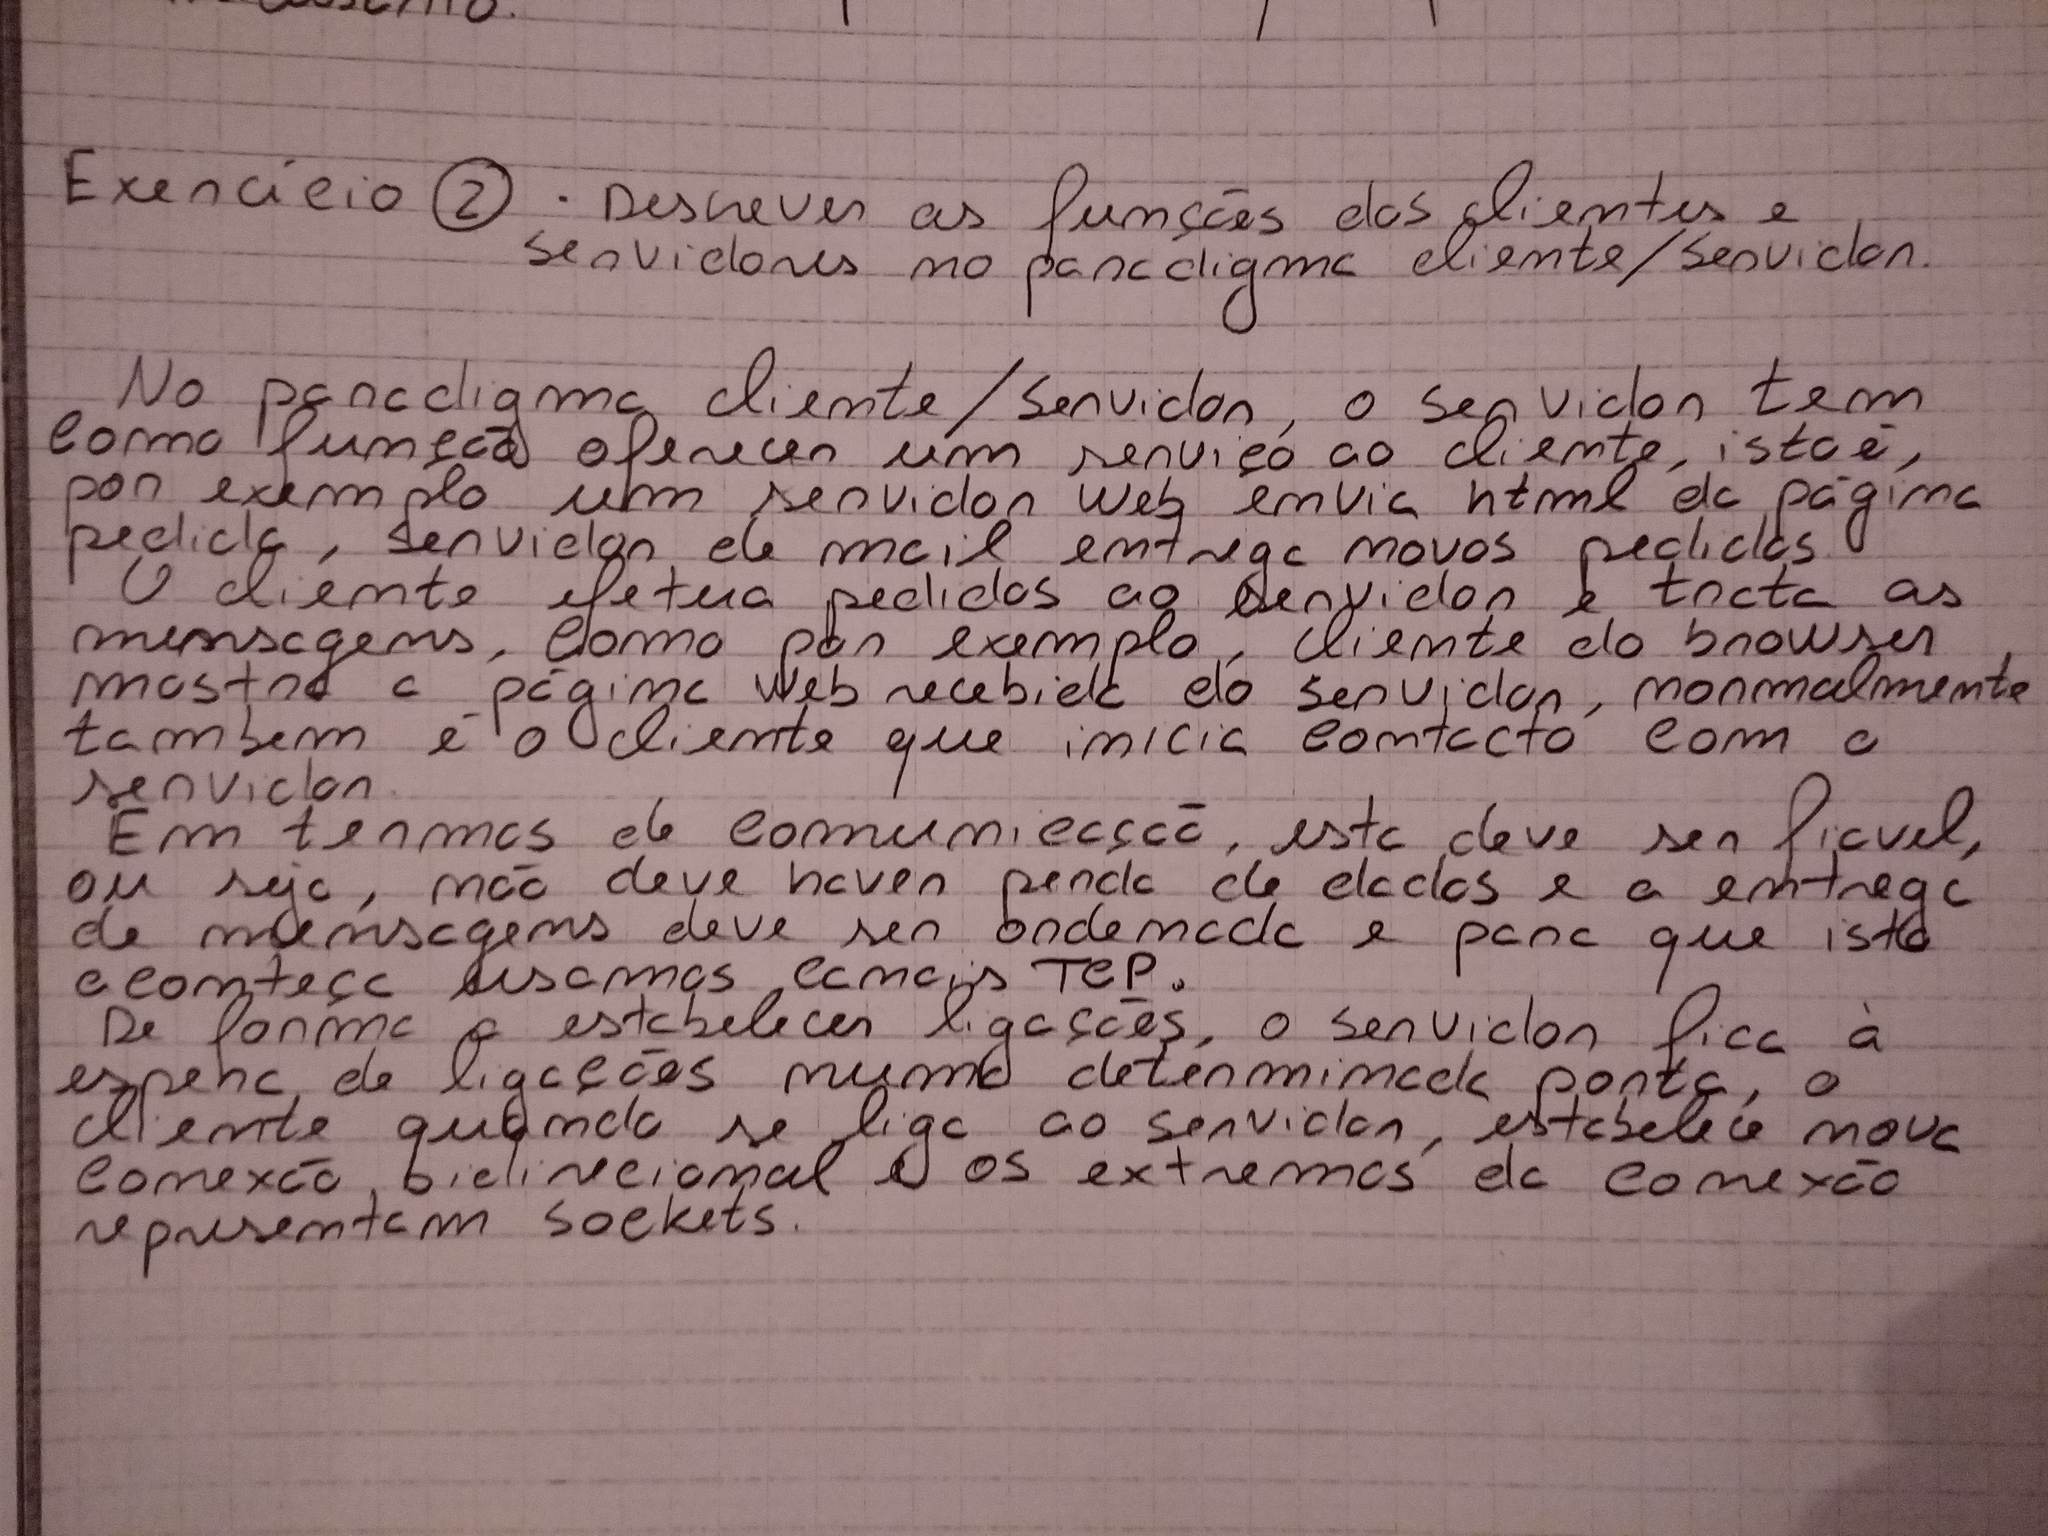 Exercício 2 . Descrever as funções dos clientes e
servidores no paradigma cliente/servidor.
No paradigma cliente/servidor, o servidor tem
como função oferecer um serviço ao cliente, isto é,
por exemplo um servidor web envia html da página
pedida, servidor de mail entrega novos pedidos
O cliente efetua pedidos ao servidor e trata as
mensagens, como por exemplo, cliente do browser
mostra a página web recebida do servidor, normalmente
também é o cliente que inicia contacto com o
servidor.
Em termos de comunicação, esta deve ser fiavel,
ou seja, não deve haver perda de dados e a entrega
de mensagens deve ser ordenada e para que isto
aconteça usamos canais TCP.
De forma a estabelecer ligações, o servidor fica à
espera de ligações numa determinada porta, o
cliente quando se liga ao servidor, estabelece nova
conexão bidirecional e os extremos da conexão
representam sockets.